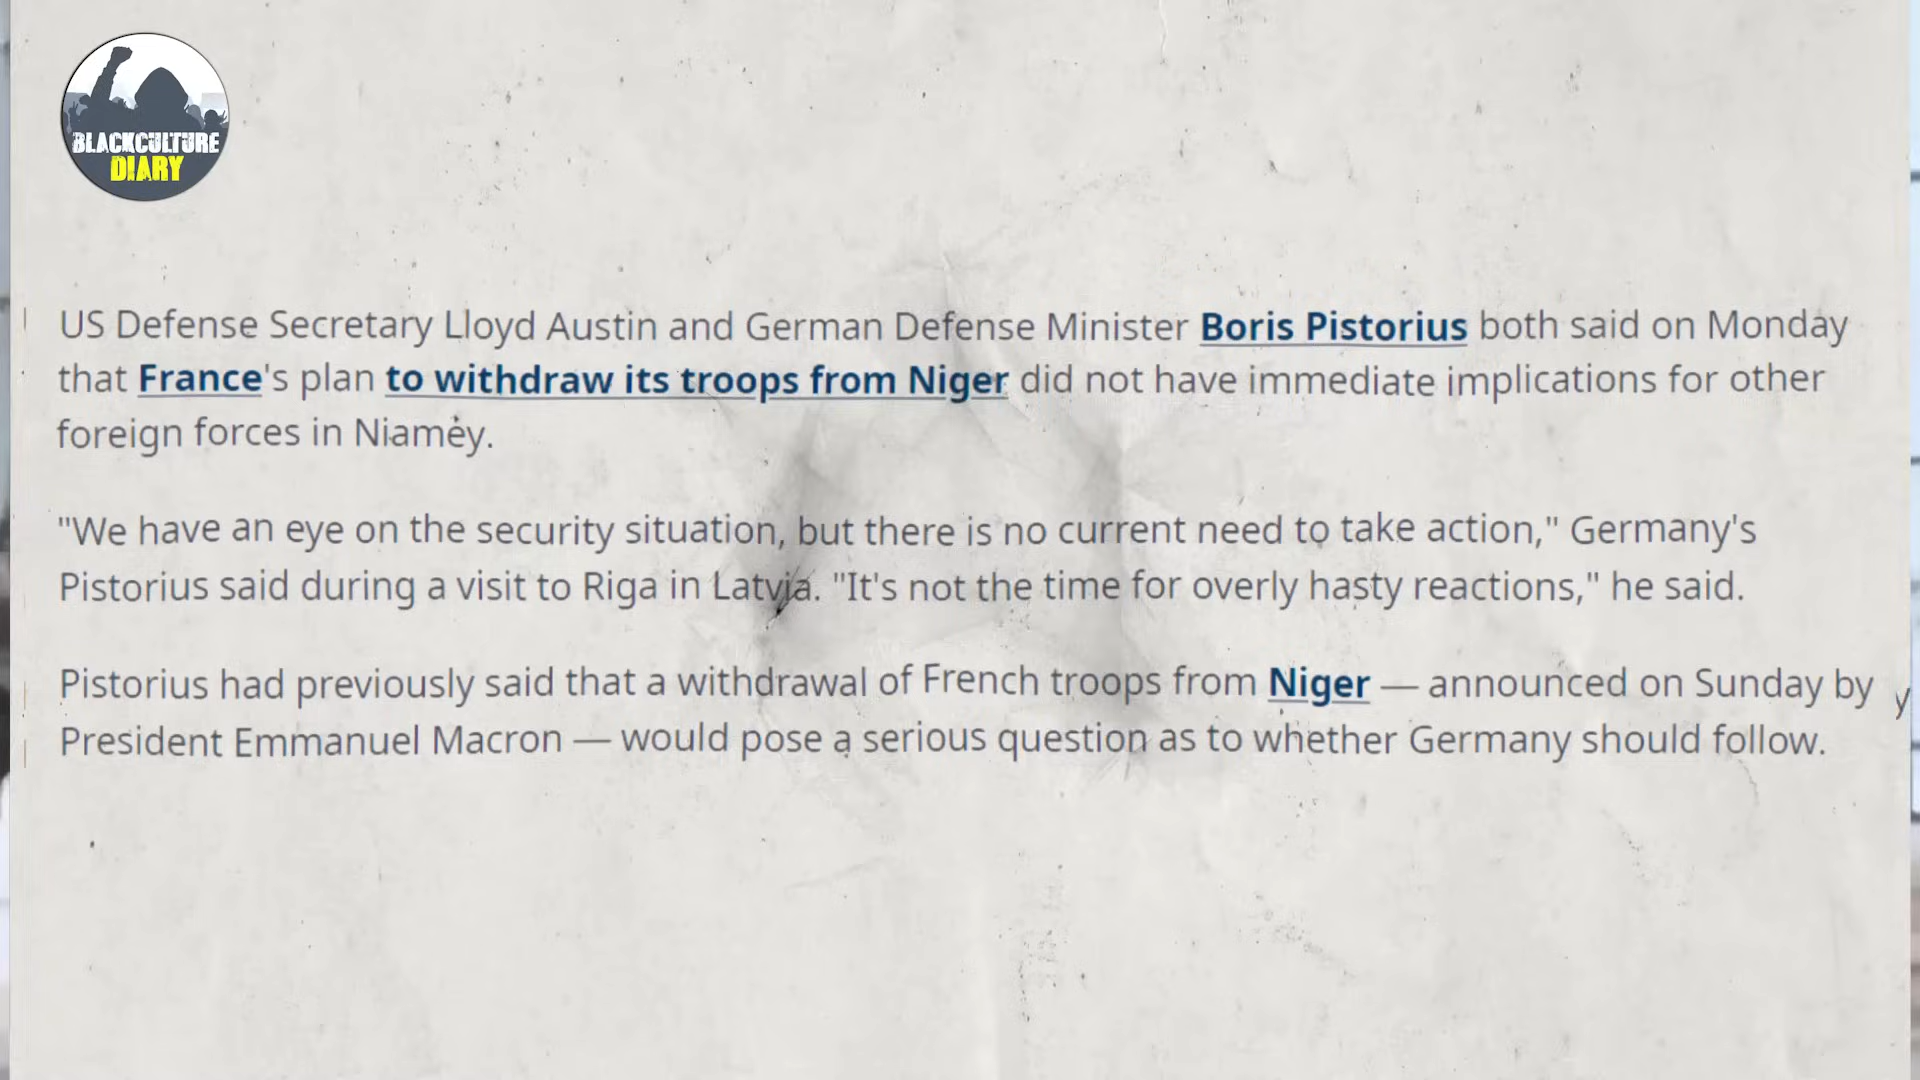 BLACKCULTURE
DIARY
US Defense Secretary Lloyd Austin and German Defense Minister Boris Pistorius both said on Monday
that France's plan to withdraw its troops from Niger did not have immediate implications for other
foreign forces in Niamey.
"We have an eye on the security situation, but there is no current need to take action," Germany's
Pistorius said during a visit to Riga in Latvia. "It's not the time for overly hasty reactions," he said.
Pistorius had previously said that a withdrawal of French troops from Niger — announced on Sunday by
President Emmanuel Macron — would pose a serious question as to whether Germany should follow.